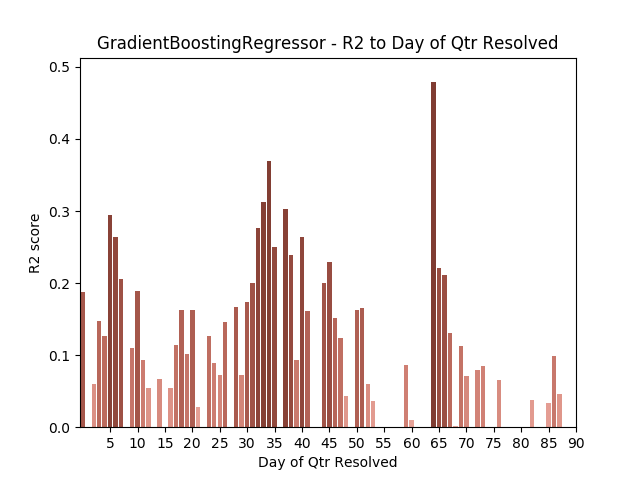 GradientBoostingRegressor - R2 to Day of Qtr Resolved
0.5
0.4
0.3
0.2
0.1
0.0
R2 score
5 10 15 20 25 30 35 40 45 50 55 60 65 70 75 80 85 90
Day of Qtr Resolved